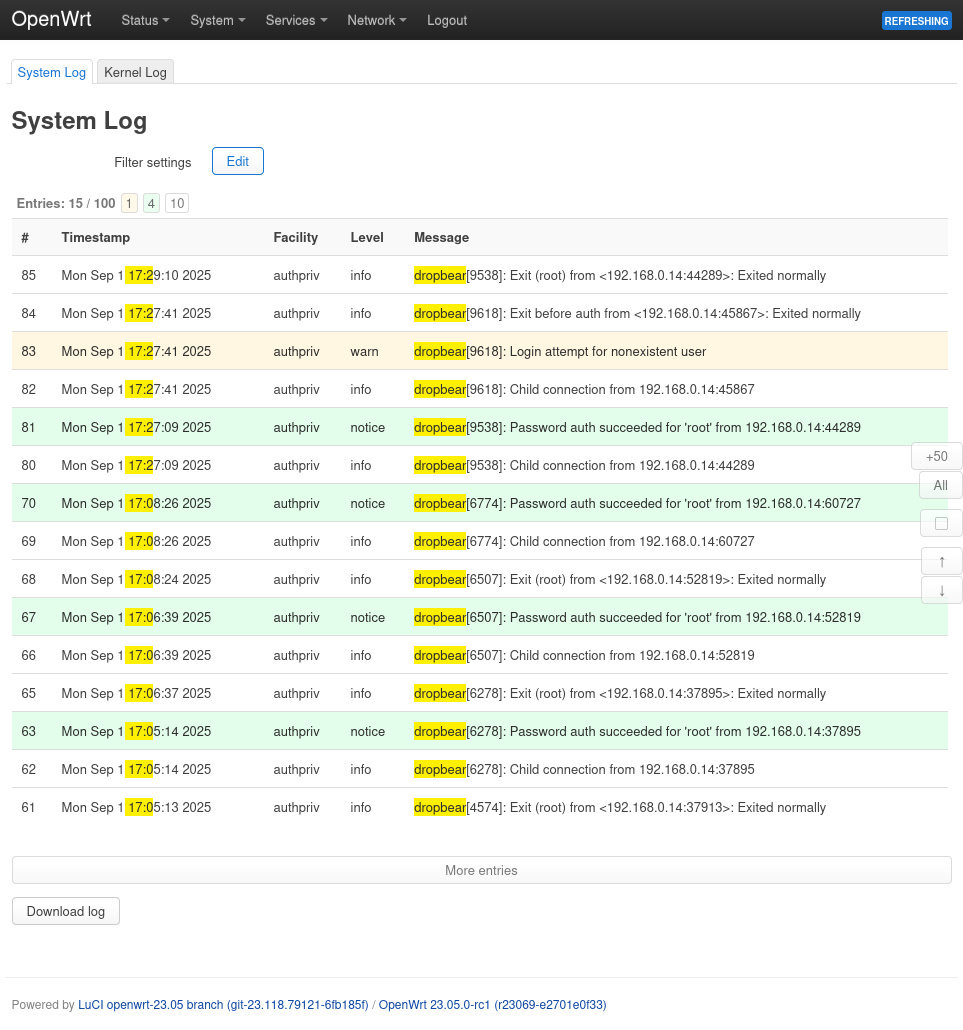 OpenWrt Status System Services Network Logout REFRESHING
System Log Kernel Log
System Log
Filter settings Edit
Entries: 15 / 100 1 4 10
# Timestamp Facility Level Message
85 Mon Sep 1 17:29:10 2025 authpriv info dropbear[9538]: Exit (root) from <192.168.0.14:44289>: Exited normally
84 Mon Sep 1 17:27:41 2025 authpriv info dropbear[9618]: Exit before auth from <192.168.0.14:45867>: Exited normally
83 Mon Sep 1 17:27:41 2025 authpriv warn dropbear[9618]: Login attempt for nonexistent user
82 Mon Sep 1 17:27:41 2025 authpriv info dropbear[9618]: Child connection from 192.168.0.14:45867
81 Mon Sep 1 17:27:09 2025 authpriv notice dropbear[9538]: Password auth succeeded for 'root' from 192.168.0.14:44289
80 Mon Sep 1 17:27:09 2025 authpriv info dropbear[9538]: Child connection from 192.168.0.14:44289
+50
All
70 Mon Sep 1 17:08:26 2025 authpriv notice dropbear[6774]: Password auth succeeded for 'root' from 192.168.0.14:60727
69 Mon Sep 1 17:08:26 2025 authpriv info dropbear[6774]: Child connection from 192.168.0.14:60727
↑
68 Mon Sep 1 17:08:24 2025 authpriv info dropbear[6507]: Exit (root) from <192.168.0.14:52819>: Exited normally
↓
67 Mon Sep 1 17:06:39 2025 authpriv notice dropbear[6507]: Password auth succeeded for 'root' from 192.168.0.14:52819
66 Mon Sep 1 17:06:39 2025 authpriv info dropbear[6507]: Child connection from 192.168.0.14:52819
65 Mon Sep 1 17:06:37 2025 authpriv info dropbear[6278]: Exit (root) from <192.168.0.14:37895>: Exited normally
63 Mon Sep 1 17:05:14 2025 authpriv notice dropbear[6278]: Password auth succeeded for 'root' from 192.168.0.14:37895
62 Mon Sep 1 17:05:14 2025 authpriv info dropbear[6278]: Child connection from 192.168.0.14:37895
61 Mon Sep 1 17:05:13 2025 authpriv info dropbear[4574]: Exit (root) from <192.168.0.14:37913>: Exited normally
More entries
Download log
Powered by LuCI openwrt-23.05 branch (git-23.118.79121-6fb185f) / OpenWrt 23.05.0-rc1 (r23069-e2701e0f33)